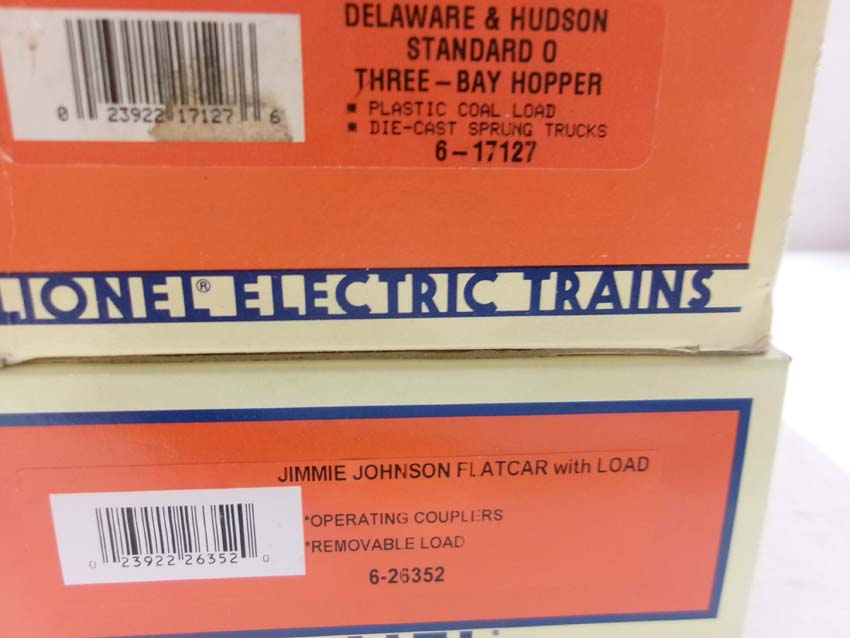 DELAWARE & HUDSON
STANDARD O
THREE-BAY HOPPER
* PLASTIC COAL LOAD
* DIE-CAST SPRUNG TRUCKS
6-17127
0 23922 17127 6
LIONEL® ELECTRIC TRAINS
JIMMIE JOHNSON FLATCAR with LOAD
*OPERATING COUPLERS
*REMOVABLE LOAD
6-26352
0 23922 26352 0